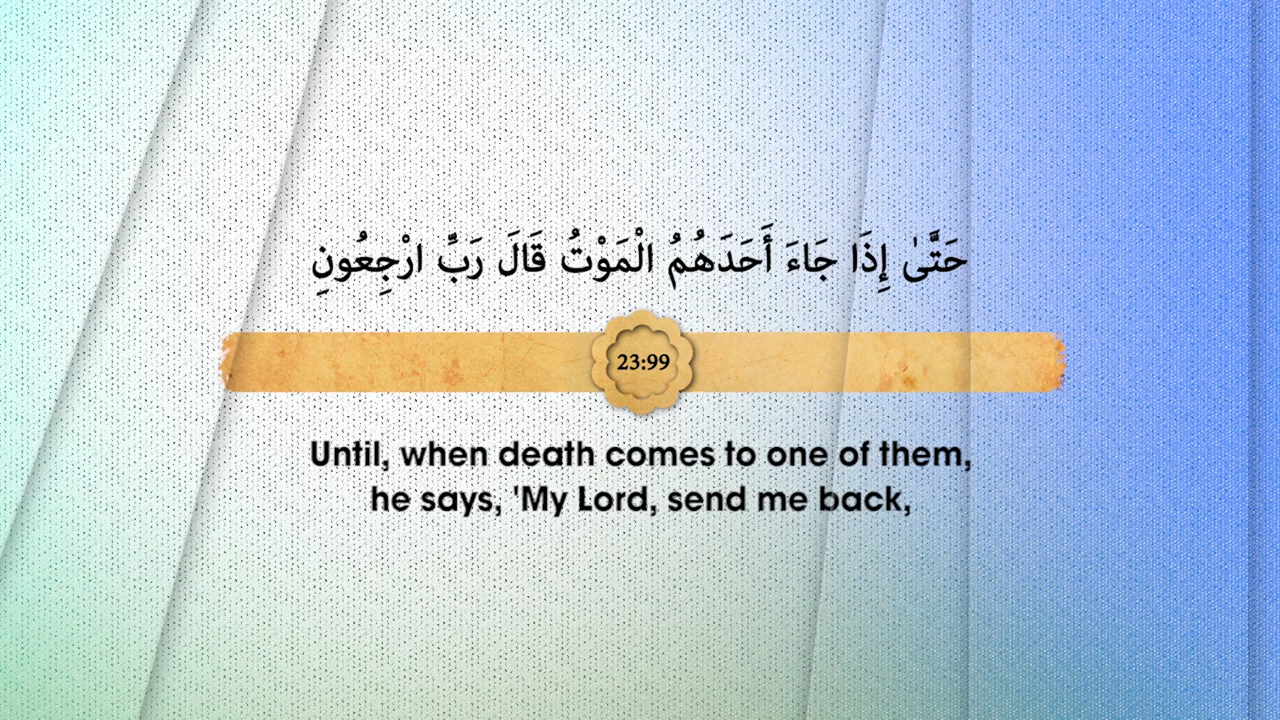 حَتَّىٰ إِذَا جَاءَ أَحَدَهُمُ الْمَوْتُ قَالَ رَبِّ ارْجِعُونِ
23:99
Until, when death comes to one of them,
he says, 'My Lord, send me back,